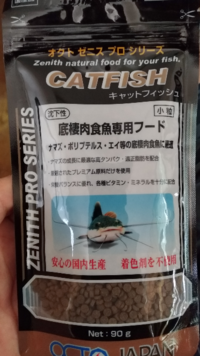 オクト ゼニス プロ シリーズ
Zenith natural food for your fish.
CATFISH
キャットフィッシュ
沈下性
小粒
底棲肉食魚専用フード
ナマズ・ポリプテルス・エイ等の底棲肉食魚に最適
安心の国内生産 着色剤を不使用
ZENITH PRO-SERIES
Net : 90 g
JAPAN